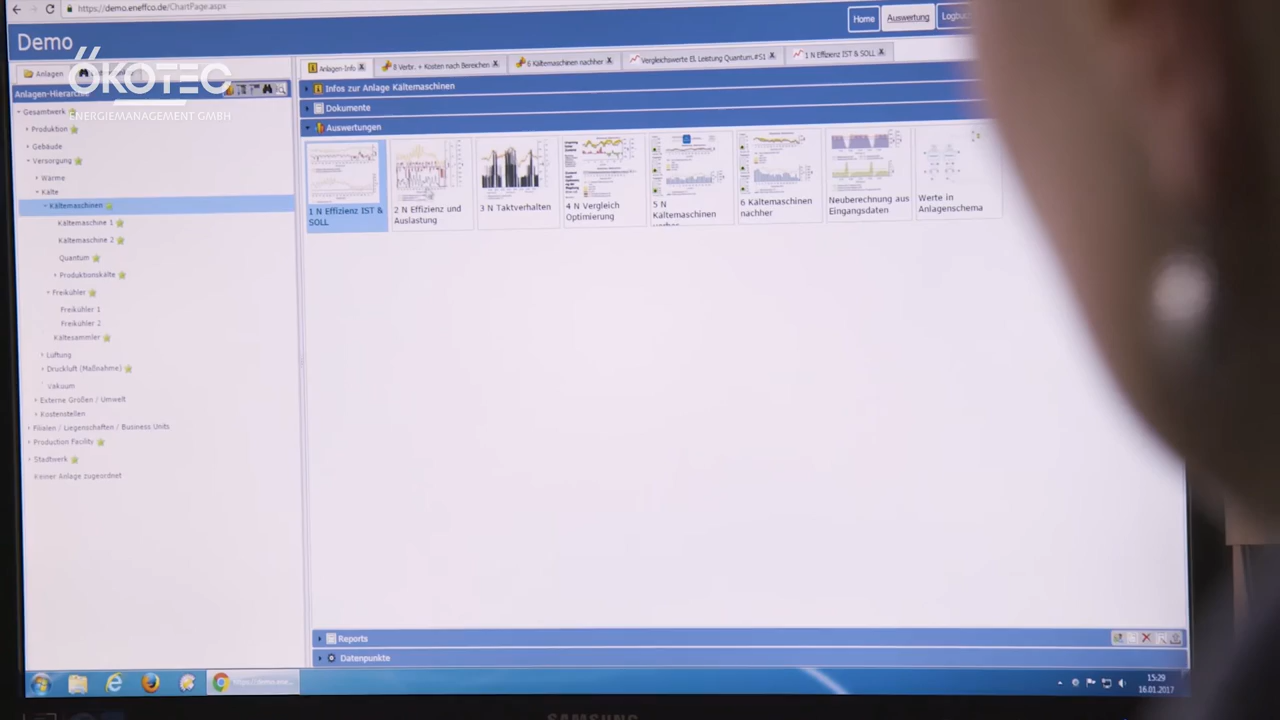 https://demo.eneffco.de/ChartPage.aspx
Demo
Home
Auswertung
ÖKOTEC
ENERGIEMANAGEMENT GMBH
Anlagen
Anlagen-Hierarchie
Gesamtwerk
Produktion
Gebäude
Versorgung
Wärme
Kälte
Kältemaschinen
Kältemaschine 1
Kältemaschine 2
Quantum
Produktionskälte
Freikühler
Freikühler 1
Freikühler 2
Kältesammler
Lüftung
Druckluft (Maßnahme)
Vakuum
Externe Größen / Umwelt
Kostenstellen
Filialen / Liegenschaften / Business Units
Production Facility
Stadtwerk
Keiner Anlage zugeordnet
Anlagen-Info
8 Verbr. + Kosten nach Bereichen
6 Kältemaschinen nachher
Vergleichswerte El. Leistung Quantum.#S1
1 N Effizienz IST & SOLL
Infos zur Anlage Kältemaschinen
Dokumente
Auswertungen
1 N Effizienz IST &
SOLL
2 N Effizienz und
Auslastung
3 N Taktverhalten
4 N Vergleich
Optimierung
5 N
Kältemaschinen
6 Kältemaschinen
nachher
Neuberechnung aus
Eingangsdaten
Werte in
Anlagenschema
Reports
Datenpunkte
15:29
16.01.2017
SAMSUNG